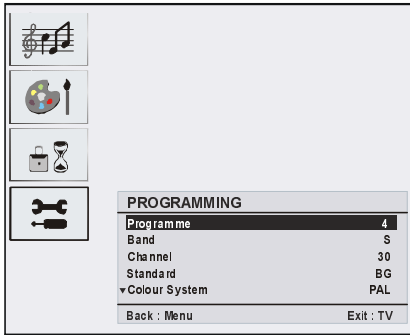 PROGRAMMING
Programme 4
Band S
Channel 30
Standard BG
▾Colour System PAL
Back : Menu Exit : TV